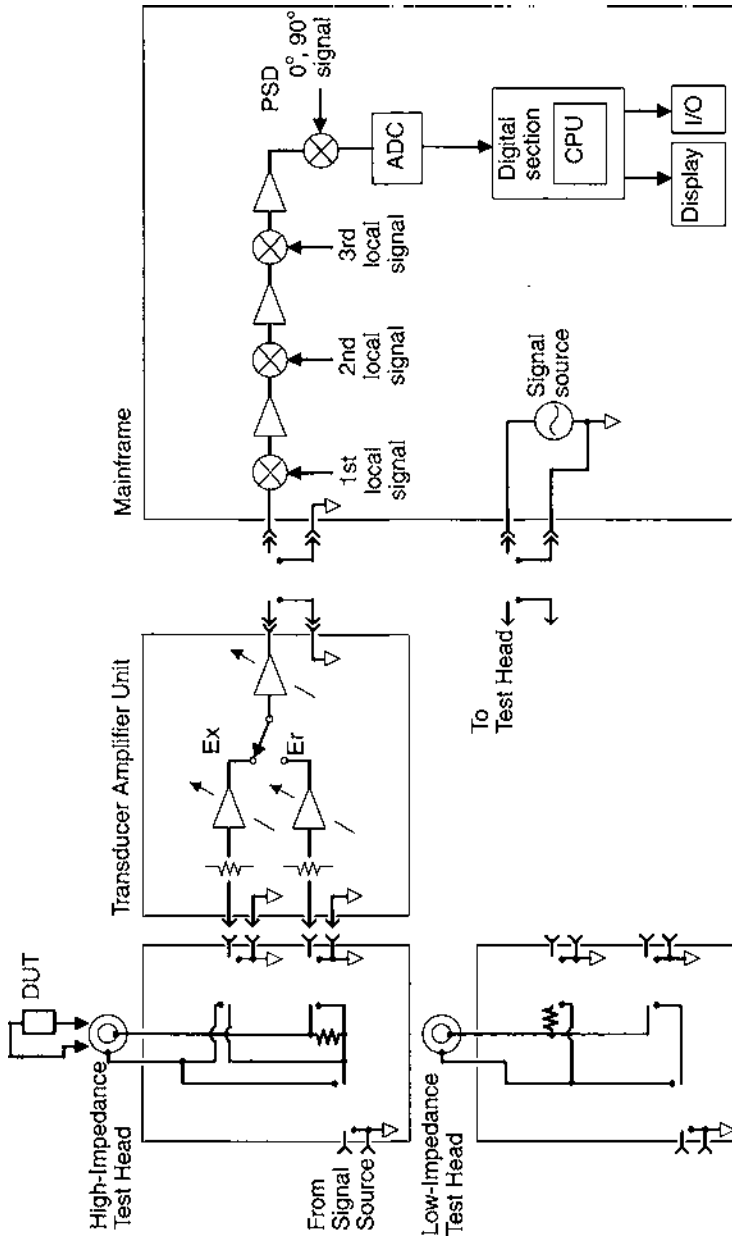 DUT
High-Impedance
Test Head
From
Signal
Source
Low-Impedance
Test Head
Transducer Amplifier Unit
Ex
Er
To
Test Head
Mainframe
1st
local
signal
2nd
local
signal
3rd
local
signal
PSD
0°, 90°
signal
ADC
Digital
section
CPU
Display
I/O
Signal
source